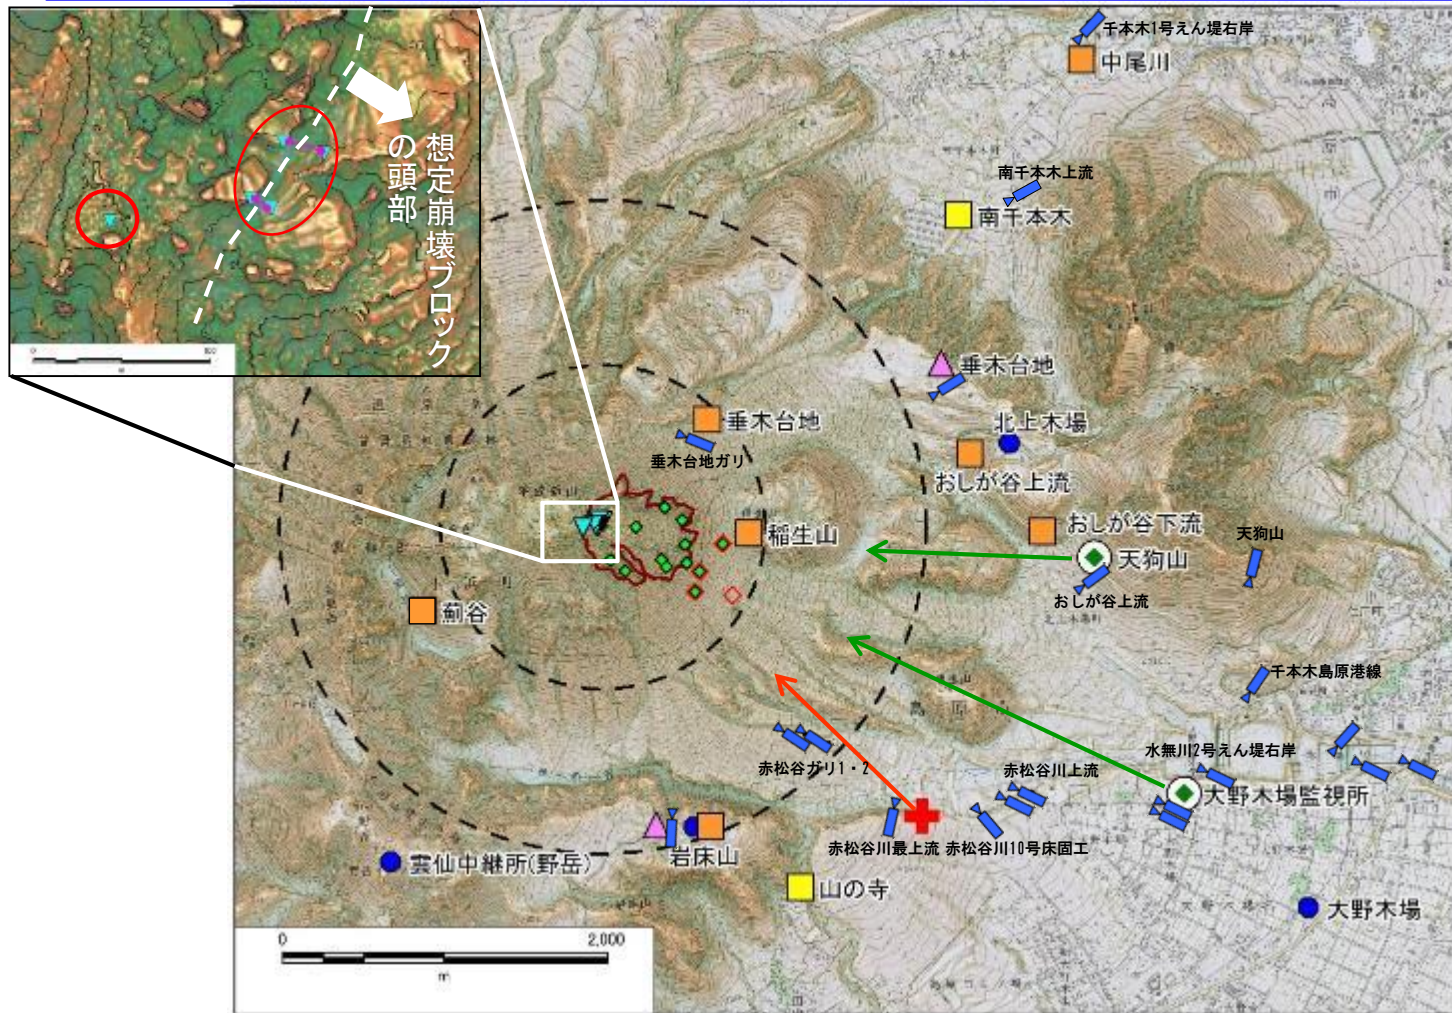 想定崩壊ブロック
の頭部
千本木1号えん堤右岸
中尾川
南千本木上流
南千本木
垂木台地
北上木場
垂木台地
垂木台地ガリ
おしが谷上流
稲生山
おしが谷下流
天狗山
天狗山
おしが谷上流
薊谷
千本木島原港線
水無川2号えん堤右岸
赤松谷ガリ1・2
赤松谷川上流
大野木場監視所
赤松谷川最上流
赤松谷川10号床固工
岩床山
雲仙中継所(野岳)
山の寺
大野木場
0
2,000
m